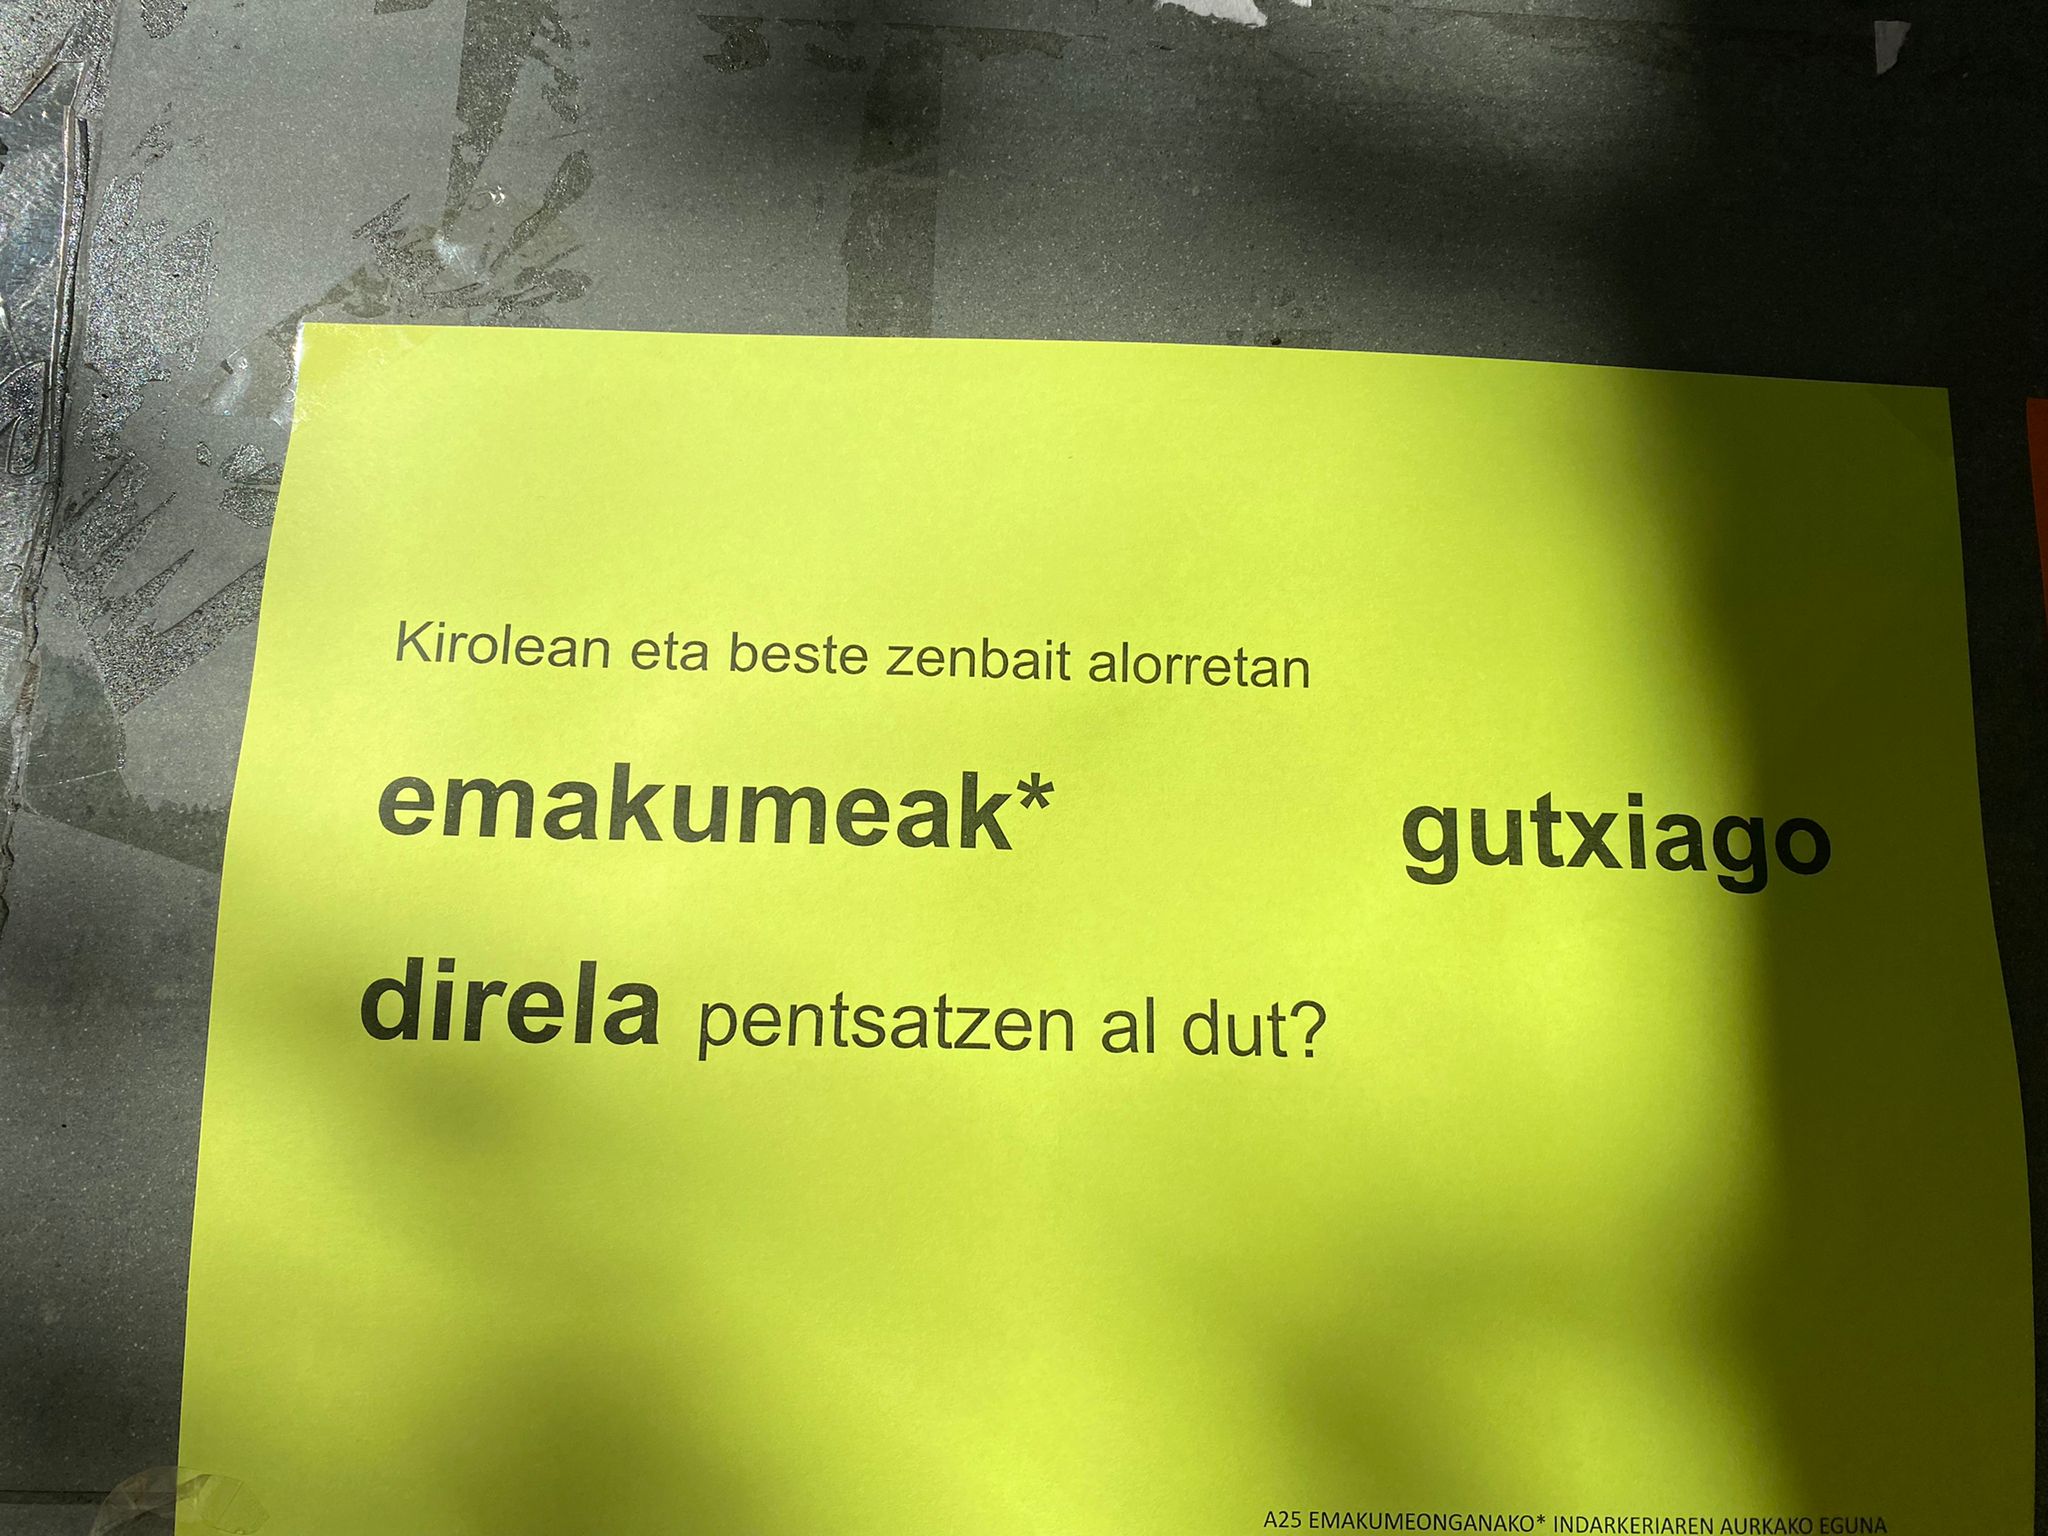 Kirolean eta beste zenbait alorretan
emakumeak* gutxiago
direla pentsatzen al dut?
A25 EMAKUMEONGANAKO* INDARKERIAREN AURKAKO EGUNA